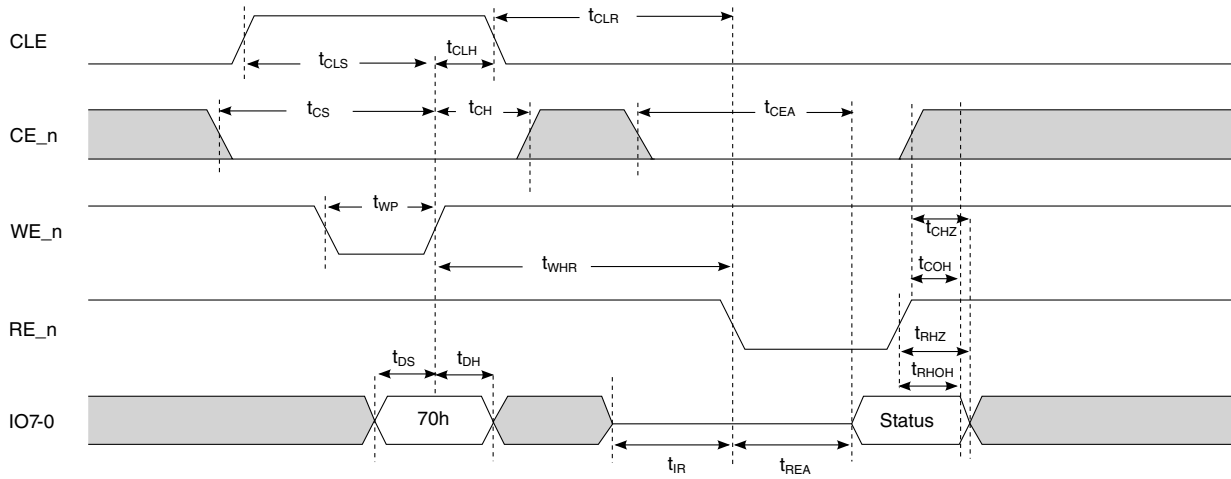 CLE
tCLR
tCLS
tCLH
CE_n
tCS
tCH
tCEA
WE_n
tWP
tCHZ
tWHR
tCOH
RE_n
tRHZ
tDS
tDH
tRHOH
IO7-0
70h
Status
tIR
tREA